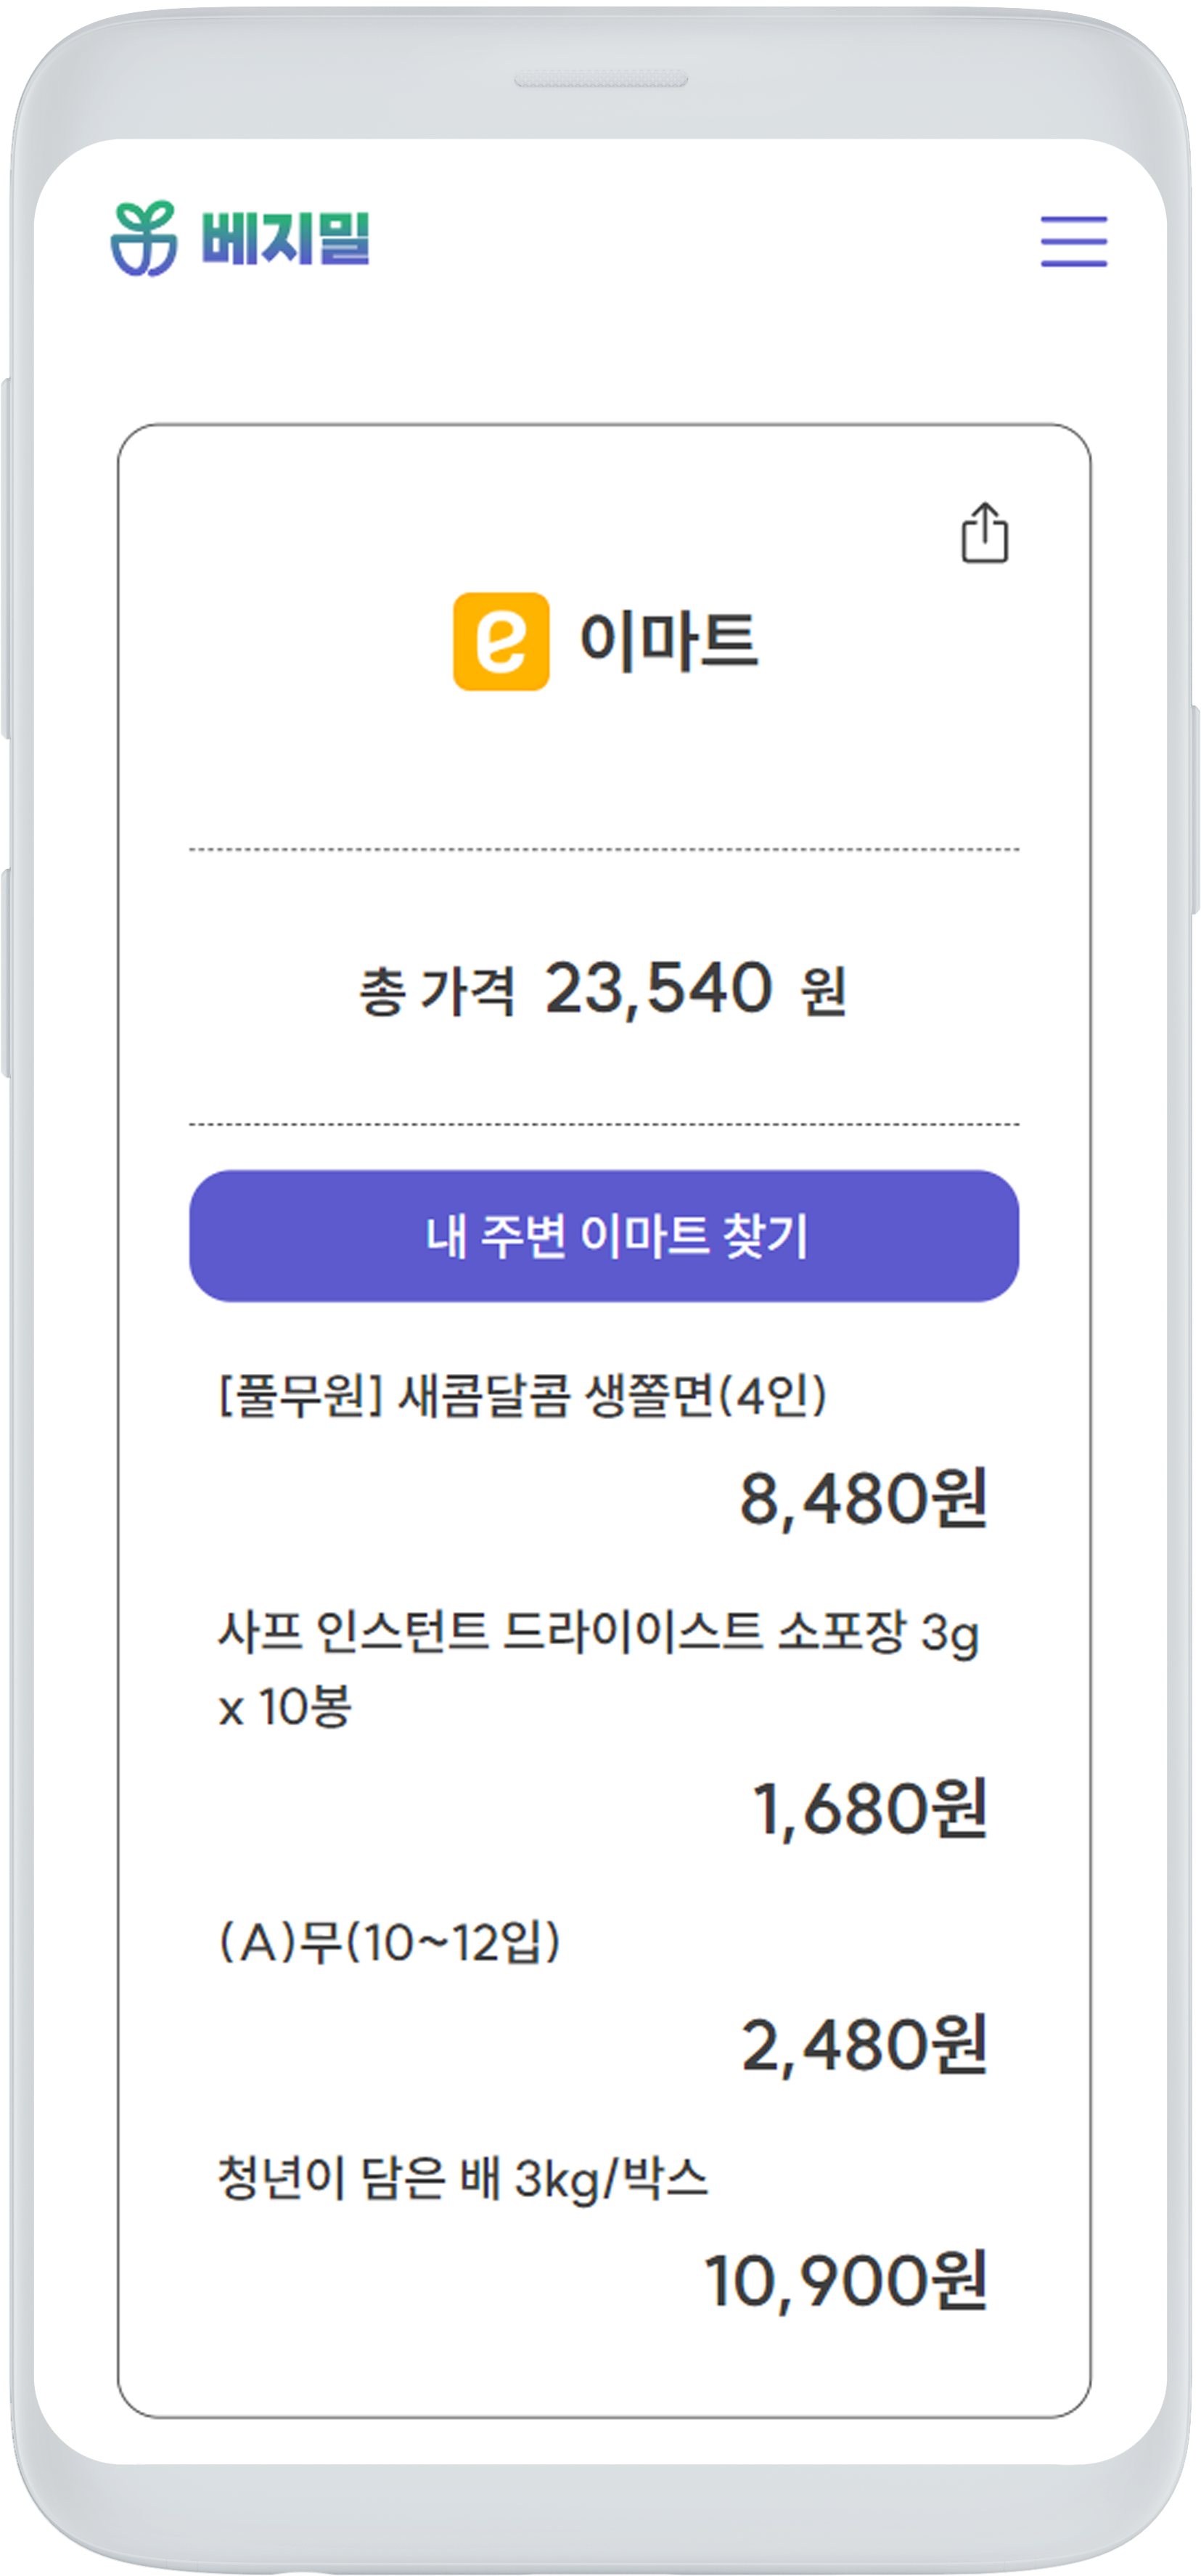 베지밀
이마트
총 가격 23,540 원
내 주변 이마트 찾기
[풀무원] 새콤달콤 생쫄면(4인)
8,480원
사프 인스턴트 드라이이스트 소포장 3g
x 10봉
1,680원
(A)무(10~12입)
2,480원
청년이 담은 배 3kg/박스
10,900원